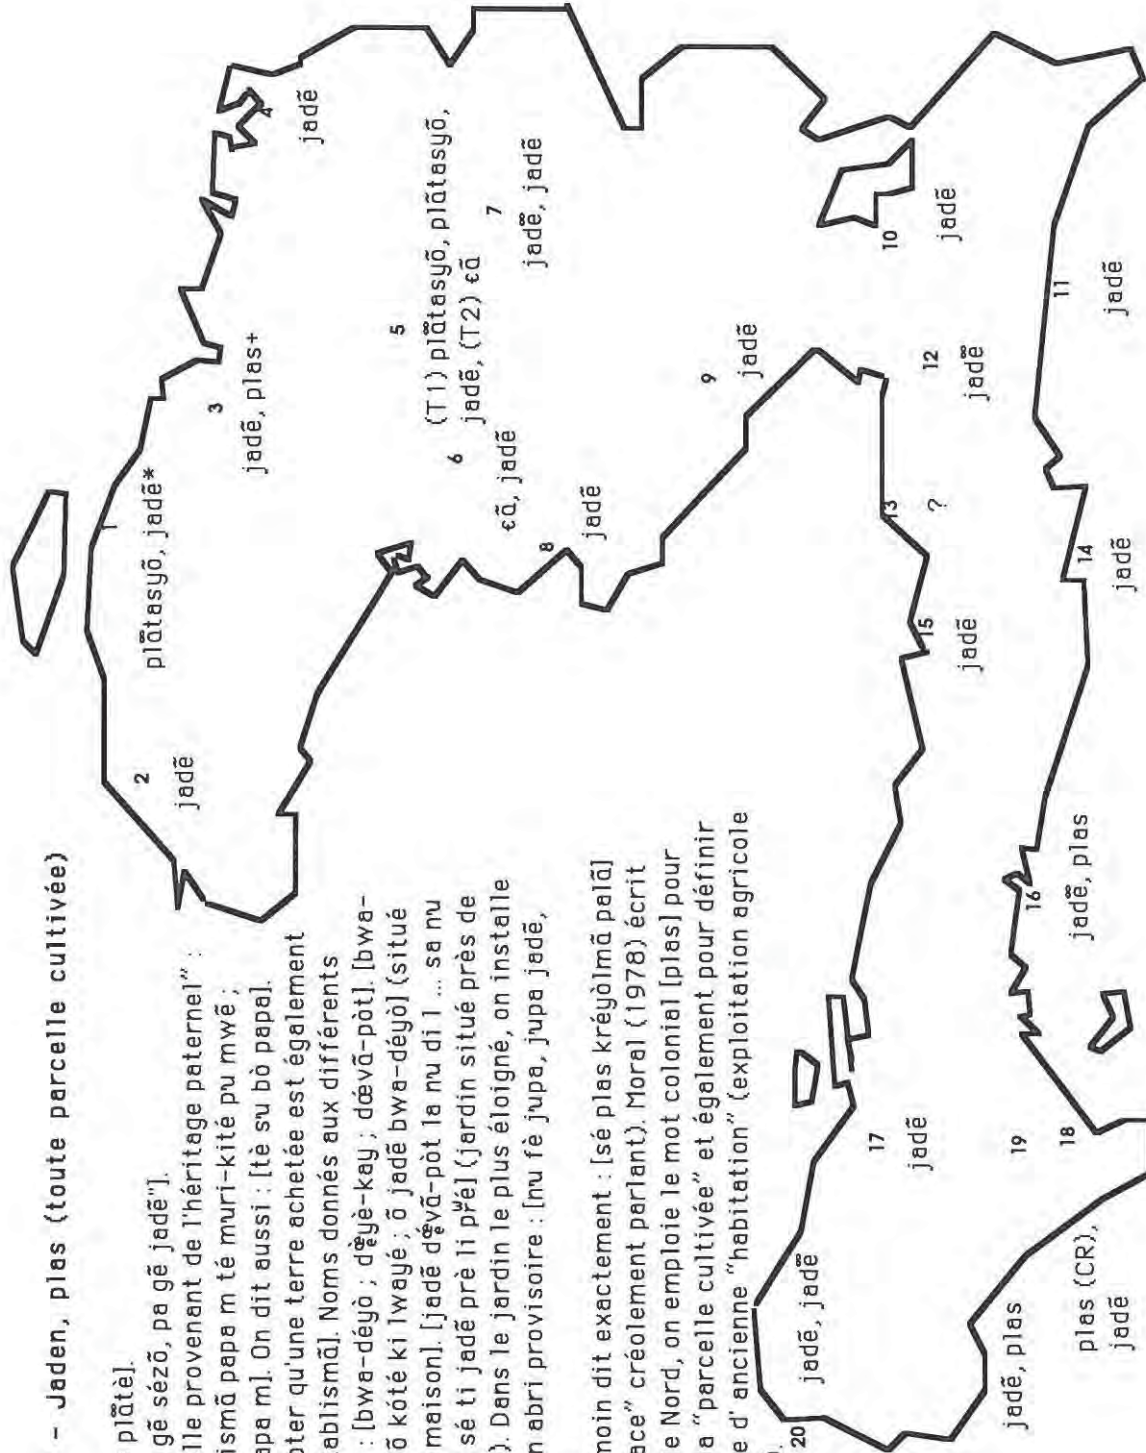 - Jaden, plas (toute parcelle cultivée)
plãtè].
gẽ sézõ, pa gẽ jadẽ"].
lle provenant de l'héritage paternel" :
ismã papa m té muri-kité pu mwẽ ;
apa m]. On dit aussi : [tè su bò papa].
pter qu'une terre achetée est également
ablismã]. Noms donnés aux différents
: [bwa-déyò ; dœ̃yè-kay ; dœvã-pòt]. [bwa-
õ kóté ki lwayé ; õ jadẽ bwa-déyò] (situé
maison]. [jadẽ dœvã-pòt la nu di l ... sa nu
sé ti jadẽ prè li pré] (jardin situé près de
). Dans le jardin le plus éloigné, on installe
n abri provisoire : [nu fè j'upa, j'upa jadẽ,
moin dit exactement : [sé plas kréyòlmã palã]
ace" créolement parlant). Moral (1978) écrit
e Nord, on emploie le mot colonial [plas] pour
a "parcelle cultivée" et également pour définir
e d' ancienne "habitation" (exploitation agricole
1
plãtasyõ, jadẽ*
2
jadẽ
3
jadẽ, plas+
4
jadẽ
5
(T1) plãtasyõ, plãtasyõ,
jadẽ, (T2) ɛã
6
ɛã, jadẽ
7
jadẽ, jadẽ
8
jadẽ
9
jadẽ
10
jadẽ
11
jadẽ
12
jadẽ
13
?
14
jadẽ
15
jadẽ
16
jadẽ, plas
17
jadẽ
18
plas (CR),
jadẽ
19
jadẽ, plas
20
jadẽ, jadẽ